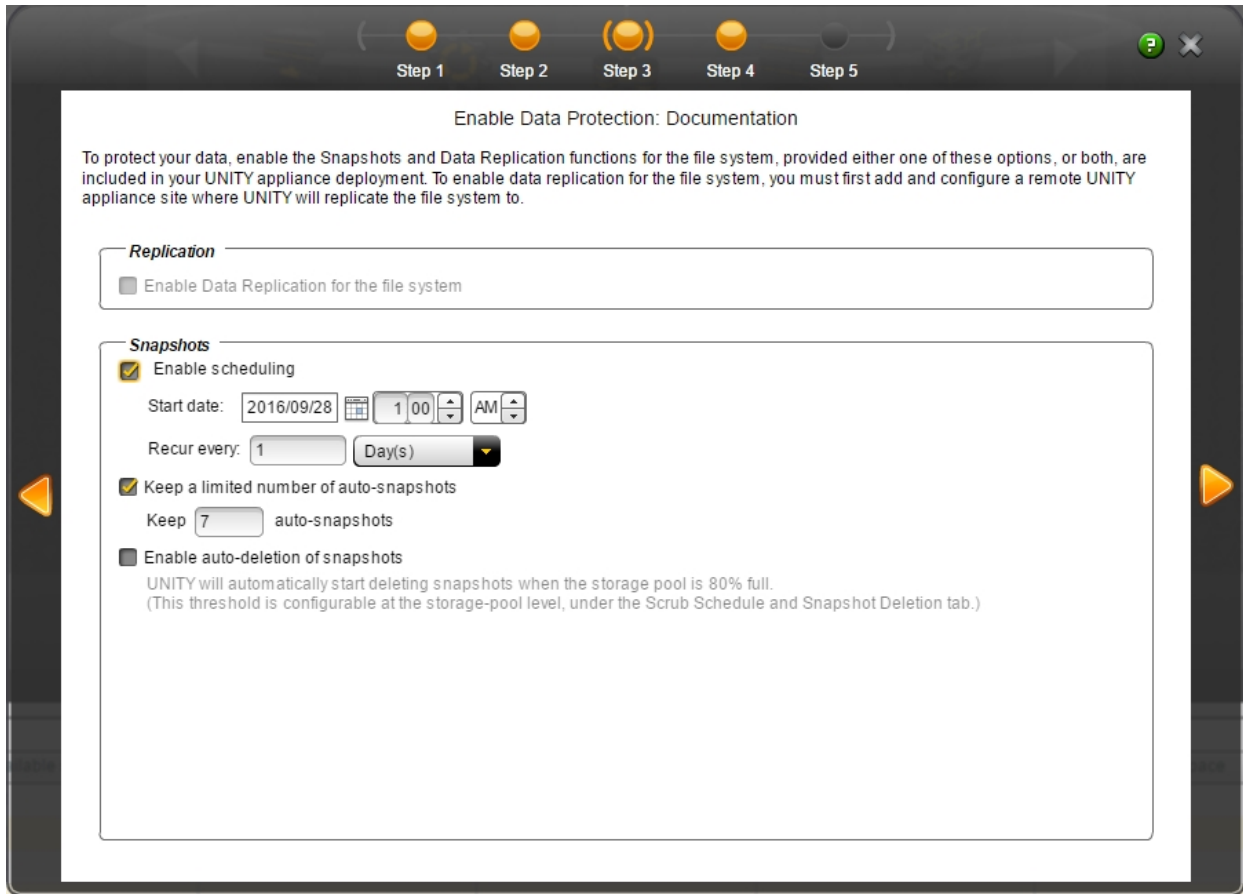 Step 1 Step 2 Step 3 Step 4 Step 5
Enable Data Protection: Documentation
To protect your data, enable the Snapshots and Data Replication functions for the file system, provided either one of these options, or both, are
included in your UNITY appliance deployment. To enable data replication for the file system, you must first add and configure a remote UNITY
appliance site where UNITY will replicate the file system to.
Replication
Enable Data Replication for the file system
Snapshots
Enable scheduling
Start date: 2016/09/28 1 00 AM
Recur every: 1 Day(s)
Keep a limited number of auto-snapshots
Keep 7 auto-snapshots
Enable auto-deletion of snapshots
UNITY will automatically start deleting snapshots when the storage pool is 80% full.
(This threshold is configurable at the storage-pool level, under the Scrub Schedule and Snapshot Deletion tab.)